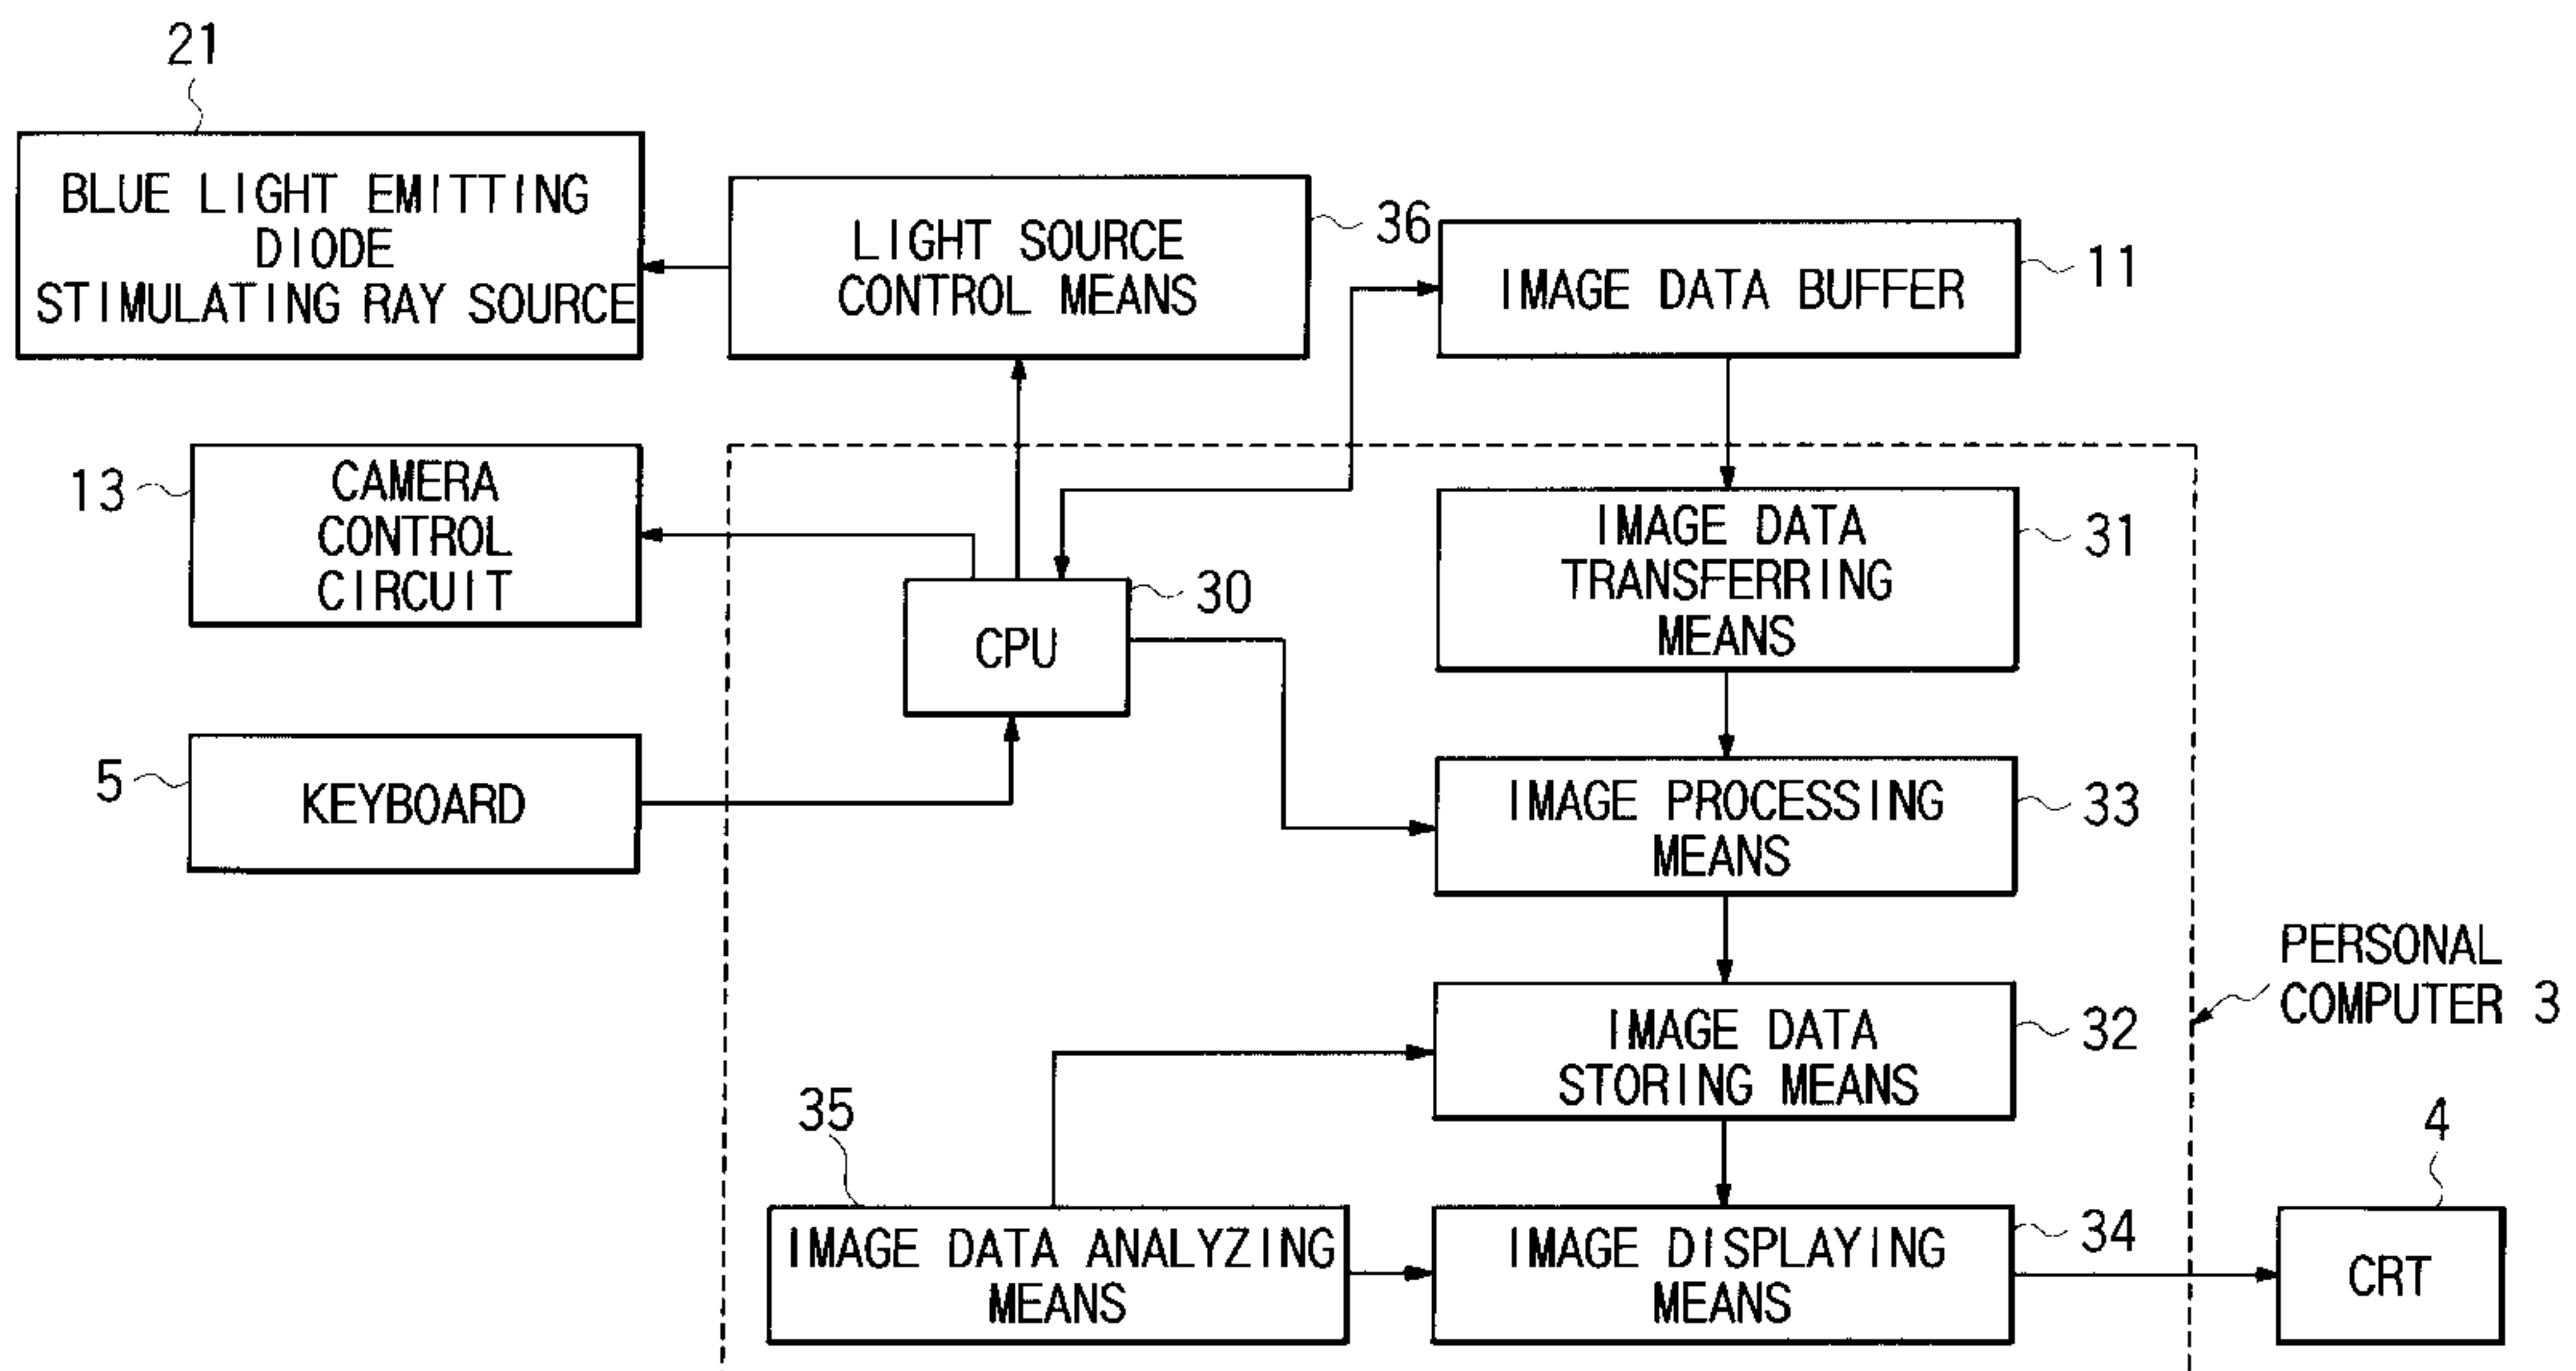 21
BLUE LIGHT EMITTING
DIODE
STIMULATING RAY SOURCE
LIGHT SOURCE
CONTROL MEANS
36
IMAGE DATA BUFFER
11
13
CAMERA
CONTROL
CIRCUIT
CPU
30
IMAGE DATA
TRANSFERRING
MEANS
31
5
KEYBOARD
IMAGE PROCESSING
MEANS
33
PERSONAL
COMPUTER 3
IMAGE DATA
STORING MEANS
32
35
IMAGE DATA ANALYZING
MEANS
IMAGE DISPLAYING
MEANS
34
4
CRT